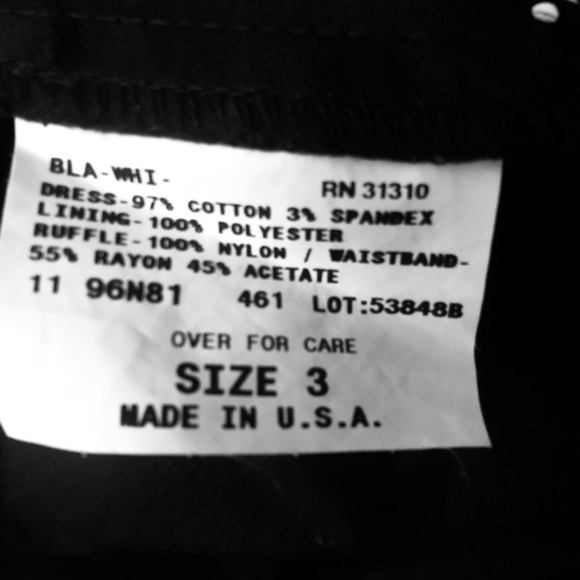 BLA-WHI-
RN 31310
DRESS-97% COTTON 3% SPANDEX
LINING-100% POLYESTER
RUFFLE-100% NYLON / WAISTBAND-
55% RAYON 45% ACETATE
11 96N81 461 LOT:53848B
OVER FOR CARE
SIZE 3
MADE IN U.S.A.